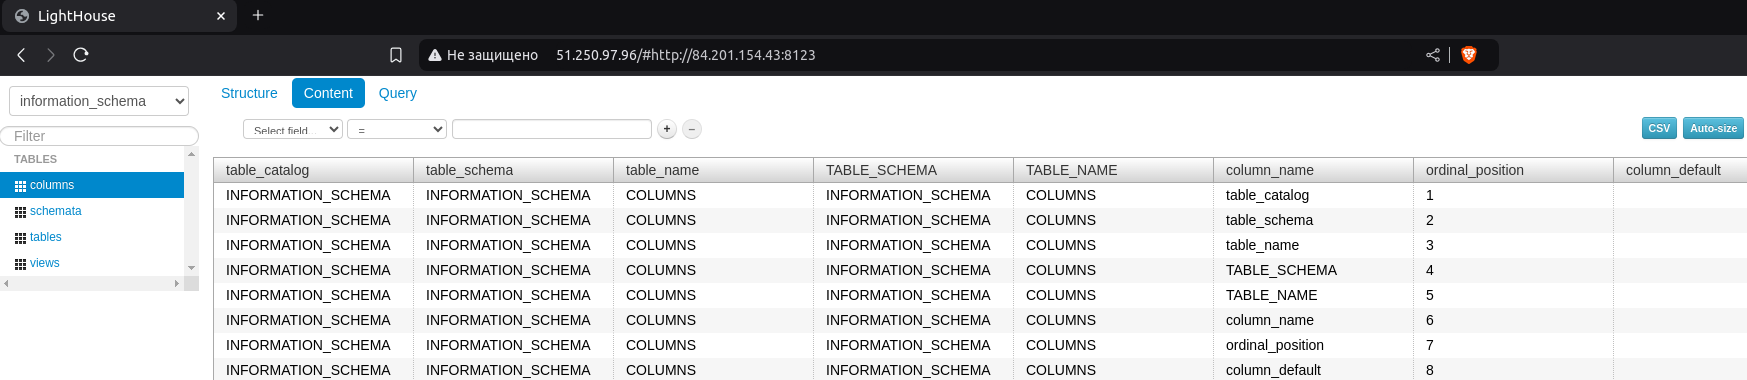 LightHouse
Не защищено 51.250.97.96/#http://84.201.154.43:8123
information_schema
Structure Content Query
Filter
Select field... =
+ −
CSV Auto-size
TABLES
columns
schemata
tables
views
table_catalog table_schema table_name TABLE_SCHEMA TABLE_NAME column_name ordinal_position column_default
INFORMATION_SCHEMA INFORMATION_SCHEMA COLUMNS INFORMATION_SCHEMA COLUMNS table_catalog 1
INFORMATION_SCHEMA INFORMATION_SCHEMA COLUMNS INFORMATION_SCHEMA COLUMNS table_schema 2
INFORMATION_SCHEMA INFORMATION_SCHEMA COLUMNS INFORMATION_SCHEMA COLUMNS table_name 3
INFORMATION_SCHEMA INFORMATION_SCHEMA COLUMNS INFORMATION_SCHEMA COLUMNS TABLE_SCHEMA 4
INFORMATION_SCHEMA INFORMATION_SCHEMA COLUMNS INFORMATION_SCHEMA COLUMNS TABLE_NAME 5
INFORMATION_SCHEMA INFORMATION_SCHEMA COLUMNS INFORMATION_SCHEMA COLUMNS column_name 6
INFORMATION_SCHEMA INFORMATION_SCHEMA COLUMNS INFORMATION_SCHEMA COLUMNS ordinal_position 7
INFORMATION_SCHEMA INFORMATION_SCHEMA COLUMNS INFORMATION_SCHEMA COLUMNS column_default 8